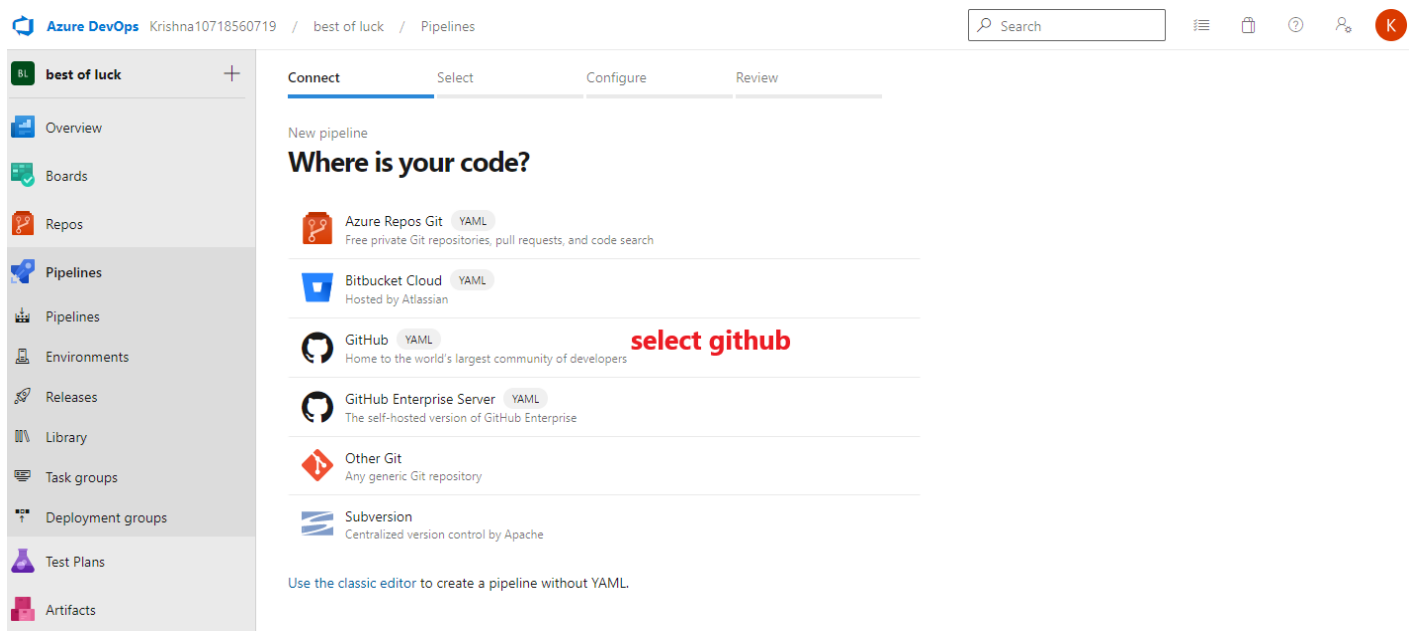 Azure DevOps Krishna10718560719 / best of luck / Pipelines
Search
K
BL best of luck
Connect
Select
Configure
Review
Overview
Boards
Repos
Pipelines
Pipelines
Environments
Releases
Library
Task groups
Deployment groups
Test Plans
Artifacts
New pipeline
Where is your code?
Azure Repos Git YAML
Free private Git repositories, pull requests, and code search
Bitbucket Cloud YAML
Hosted by Atlassian
GitHub YAML
Home to the world's largest community of developers
select github
GitHub Enterprise Server YAML
The self-hosted version of GitHub Enterprise
Other Git
Any generic Git repository
Subversion
Centralized version control by Apache
Use the classic editor to create a pipeline without YAML.